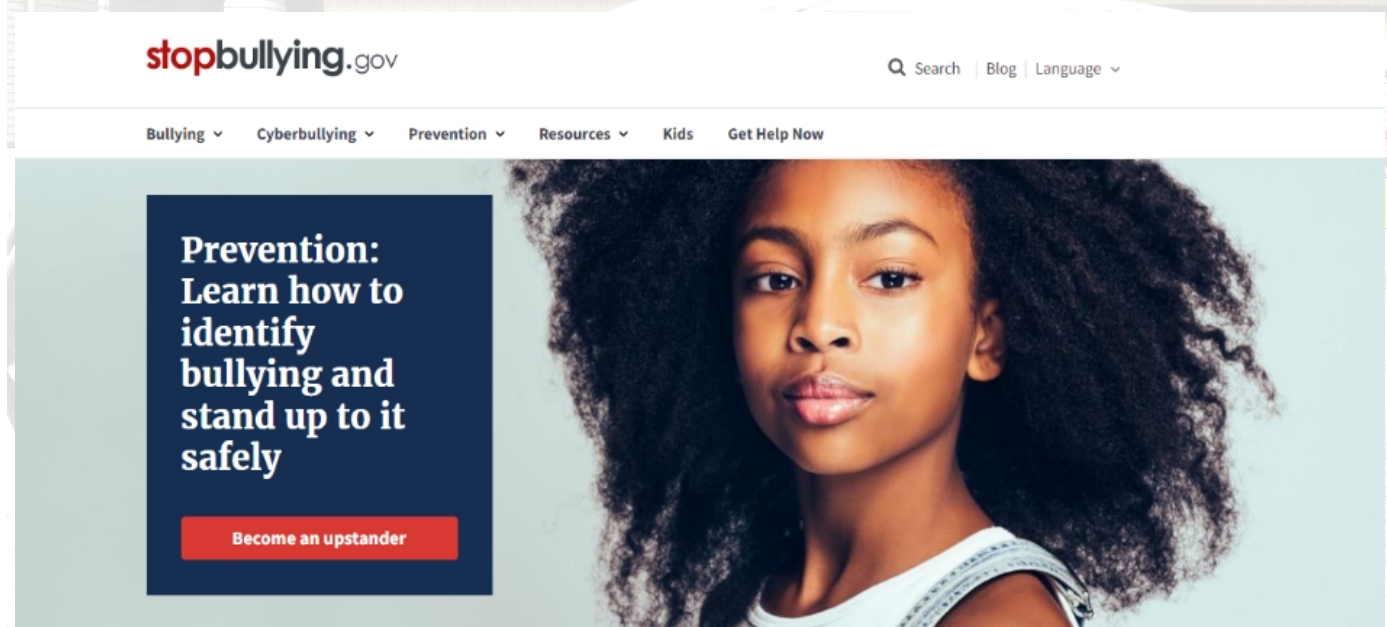 stopbullying.gov
Search | Blog | Language
Bullying Cyberbullying Prevention Resources Kids Get Help Now
Prevention:
Learn how to
identify
bullying and
stand up to it
safely
Become an upstander